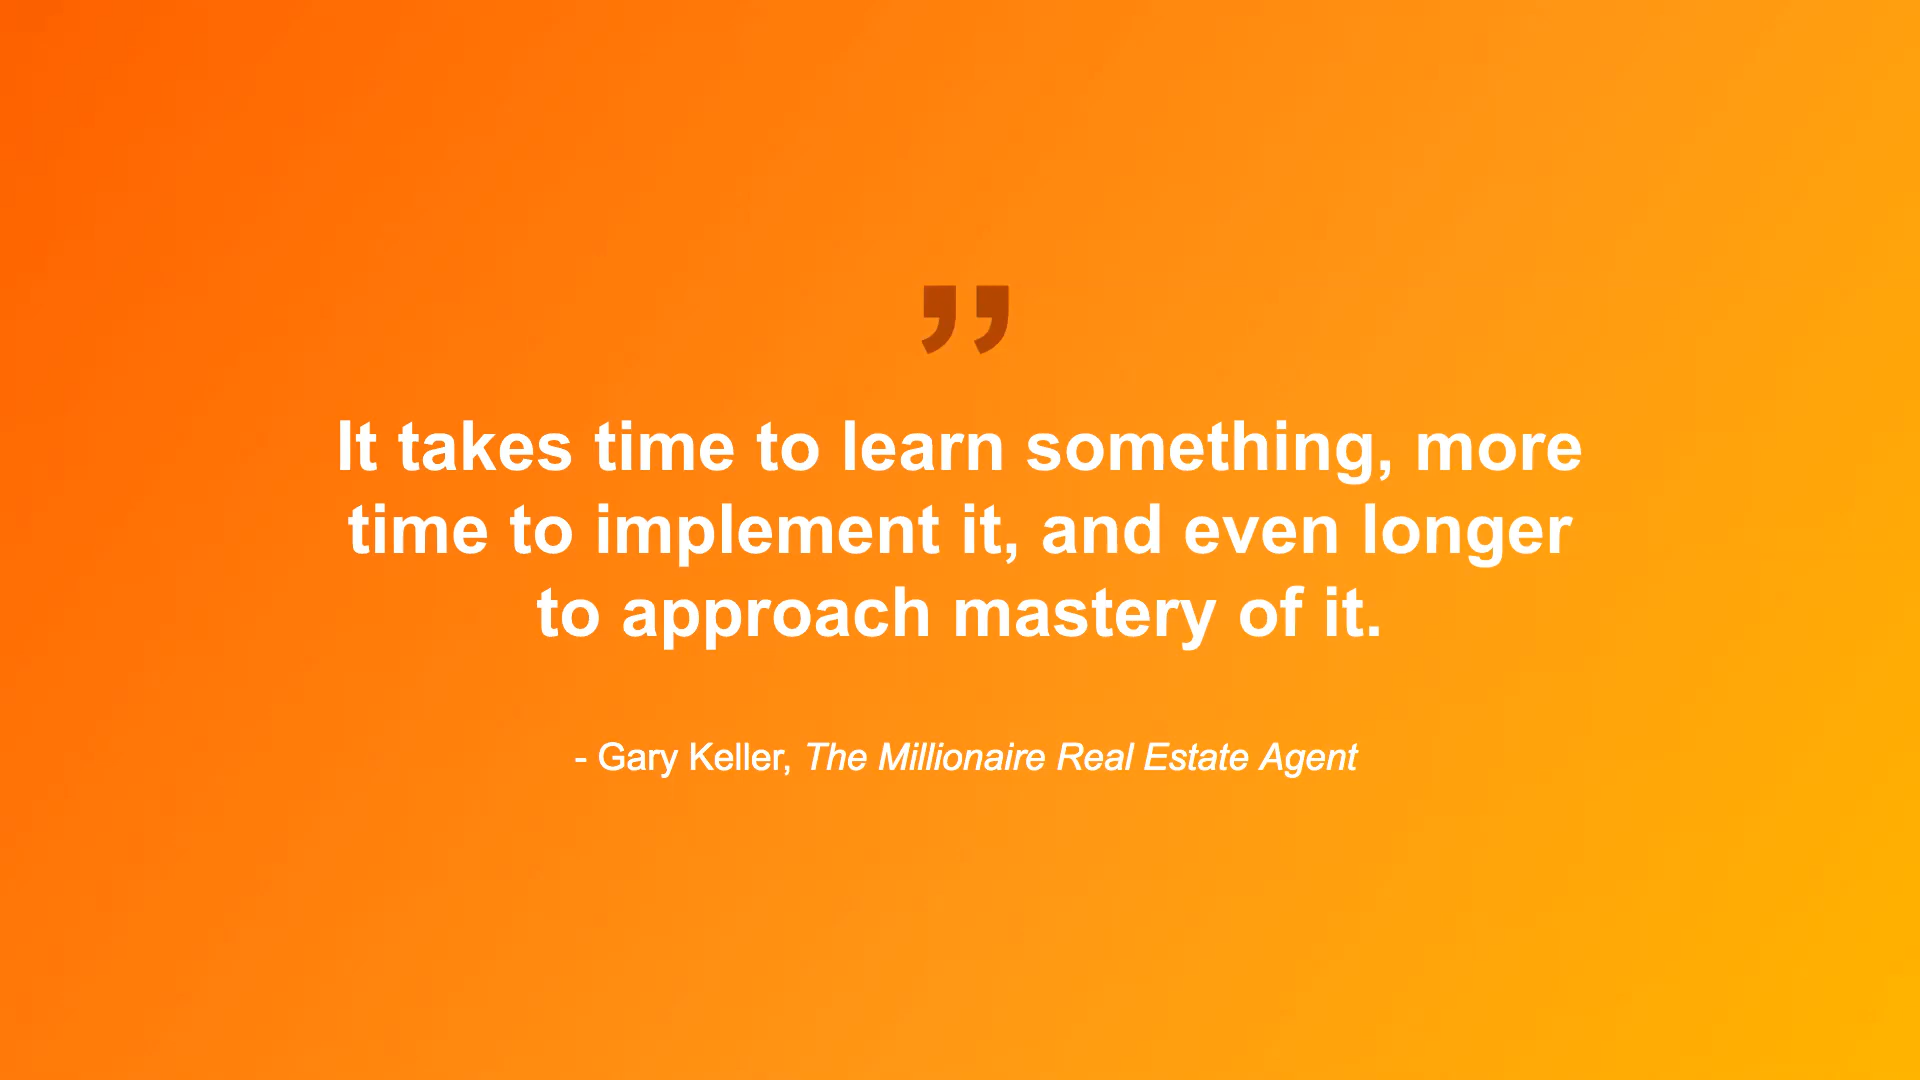 ”
It takes time to learn something, more
time to implement it, and even longer
to approach mastery of it.
- Gary Keller, The Millionaire Real Estate Agent